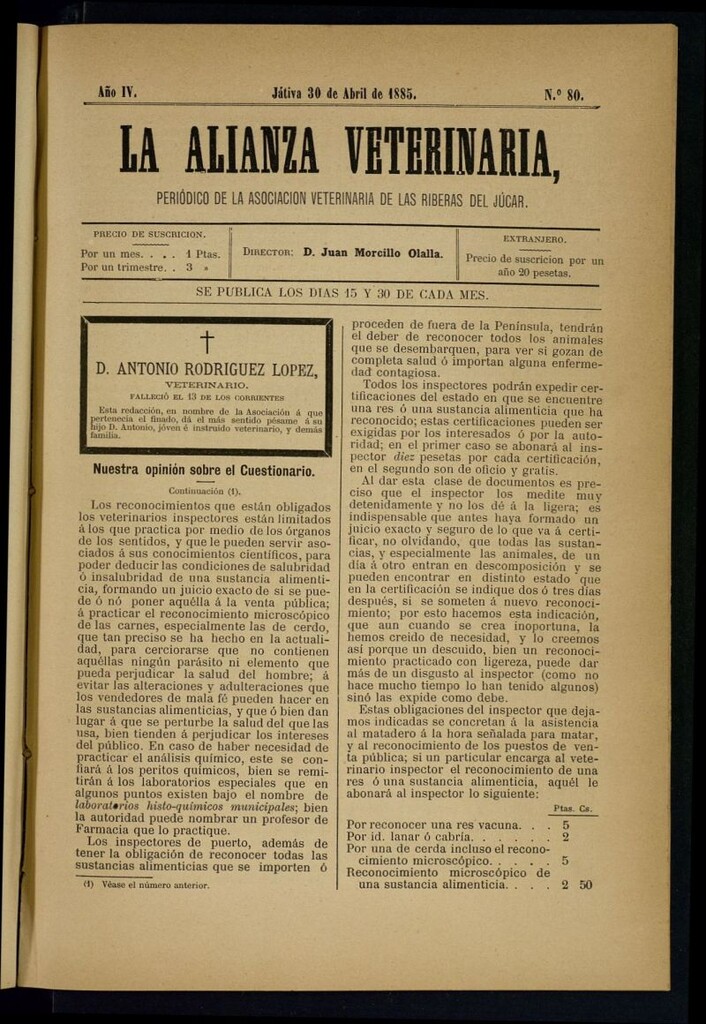 Año IV.
Játiva 30 de Abril de 1885.
N.º 80.
LA ALIANZA VETERINARIA,
PERIÓDICO DE LA ASOCIACION VETERINARIA DE LAS RIBERAS DEL JÚCAR.
PRECIO DE SUSCRICION.
Por un mes. . . . 1 Ptas.
Por un trimestre. . 3 »
DIRECTOR: D. Juan Morcillo Olalla.
EXTRANJERO.
Precio de suscricion por un
año 20 pesetas.
SE PUBLICA LOS DIAS 15 Y 30 DE CADA MES.
D. ANTONIO RODRIGUEZ LOPEZ,
VETERINARIO.
FALLECIÓ EL 13 DE LOS CORRIENTES
Esta redacción, en nombre de la Asociación á que
pertenecia el finado, dá el más sentido pésame á su
hijo D. Antonio, jóven é instruido veterinario, y demás
familia.
Nuestra opinión sobre el Cuestionario.
Continuación (1).
Los reconocimientos que están obligados
los veterinarios inspectores están limitados
á los que practica por medio de los órganos
de los sentidos, y que le pueden servir aso-
ciados á sus conocimientos científicos, para
poder deducir las condiciones de salubridad
ó insalubridad de una sustancia alimenti-
cia, formando un juicio exacto de si se pue-
de ó nó poner aquélla á la venta pública;
á practicar el reconocimiento microscópico
de las carnes, especialmente las de cerdo,
que tan preciso se ha hecho en la actuali-
dad, para cerciorarse que no contienen
aquéllas ningún parásito ni elemento que
pueda perjudicar la salud del hombre; á
evitar las alteraciones y adulteraciones que
los vendedores de mala fé pueden hacer en
las sustancias alimenticias, y que ó bien dan
lugar á que se perturbe la salud del que las
usa, bien tienden á perjudicar los intereses
del público. En caso de haber necesidad de
practicar el análisis químico, este se con-
fiará á los peritos químicos, bien se remi-
tirán á los laboratorios especiales que en
algunos puntos existen bajo el nombre de
laboratorios histo-químicos municipales; bien
la autoridad puede nombrar un profesor de
Farmacia que lo practique.
Los inspectores de puerto, además de
tener la obligación de reconocer todas las
sustancias alimenticias que se importen ó
(1) Véase el número anterior.
proceden de fuera de la Península, tendrán
el deber de reconocer todos los animales
que se desembarquen, para ver si gozan de
completa salud ó importan alguna enferme-
dad contagiosa.
Todos los inspectores podrán expedir cer-
tificaciones del estado en que se encuentre
una res ó una sustancia alimenticia que ha
reconocido; estas certificaciones pueden ser
exigidas por los interesados ó por la auto-
ridad; en el primer caso se abonará al ins-
pector diez pesetas por cada certificación,
en el segundo son de oficio y gratis.
Al dar esta clase de documentos es pre-
ciso que el inspector los medite muy
detenidamente y no los dé á la ligera; es
indispensable que antes haya formado un
juicio exacto y seguro de lo que vá á certi-
ficar, no olvidando, que todas las sustan-
cias, y especialmente las animales, de un
día á otro entran en descomposición y se
pueden encontrar en distinto estado que
en la certificación se indique dos ó tres días
después, si se someten á nuevo reconoci-
miento; por esto hacemos esta indicación,
que aun cuando se crea inoportuna, la
hemos creido de necesidad, y lo creemos
así porque un descuido, bien un reconoci-
miento practicado con ligereza, puede dar
más de un disgusto al inspector (como no
hace mucho tiempo lo han tenido algunos)
sinó las expide como debe.
Estas obligaciones del inspector que deja-
mos indicadas se concretan á la asistencia
al matadero á la hora señalada para matar,
y al reconocimiento de los puestos de ven-
ta pública; si un particular encarga al ve-
terinario inspector el reconocimiento de una
res ó una sustancia alimenticia, aquél le
abonará al inspector lo siguiente:
Ptas. Cs.
Por reconocer una res vacuna. . . 5
Por id. lanar ó cabría. . . . . . . 2
Por una de cerda incluso el recono-
cimiento microscópico. . . . . 5
Reconocimiento microscópico de
una sustancia alimenticia. . . . 2 50